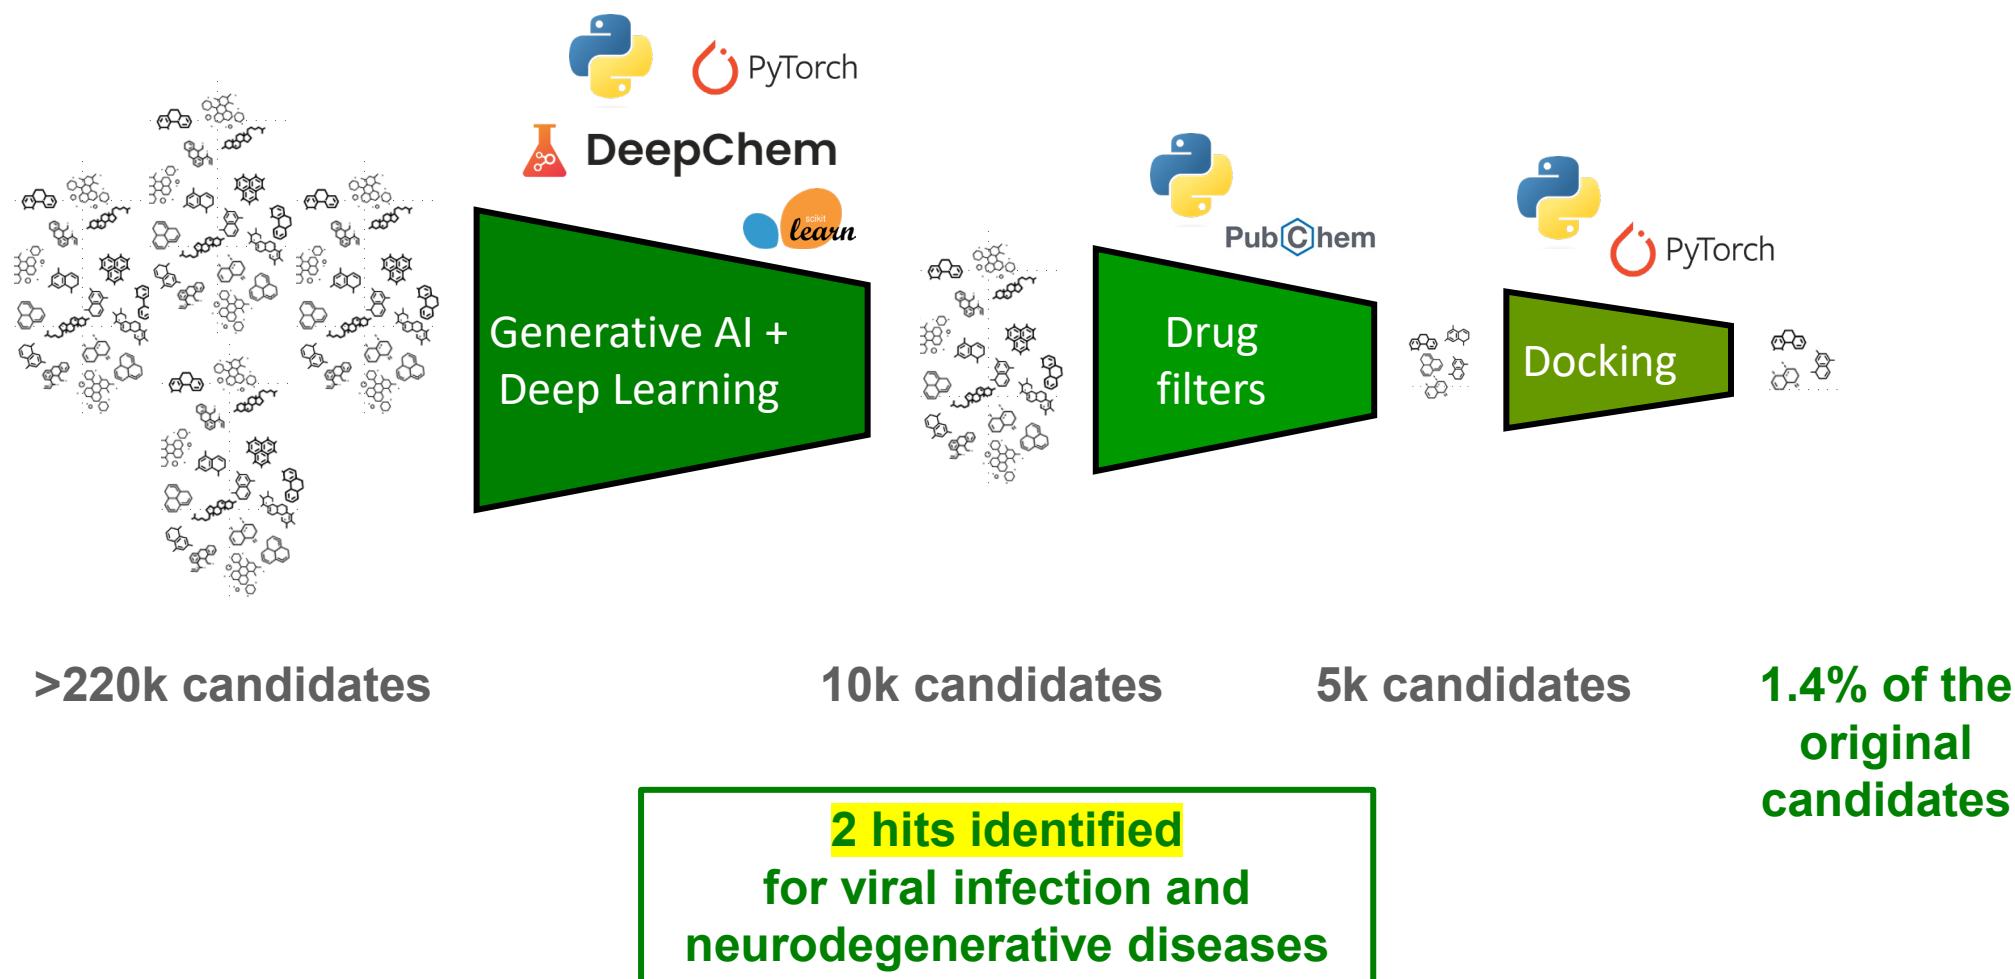 PyTorch
DeepChem
scikit
learn
PubChem
PyTorch
Generative AI +
Deep Learning
Drug
filters
Docking
>220k candidates
10k candidates
5k candidates
1.4% of the
original
candidates
2 hits identified
for viral infection and
neurodegenerative diseases